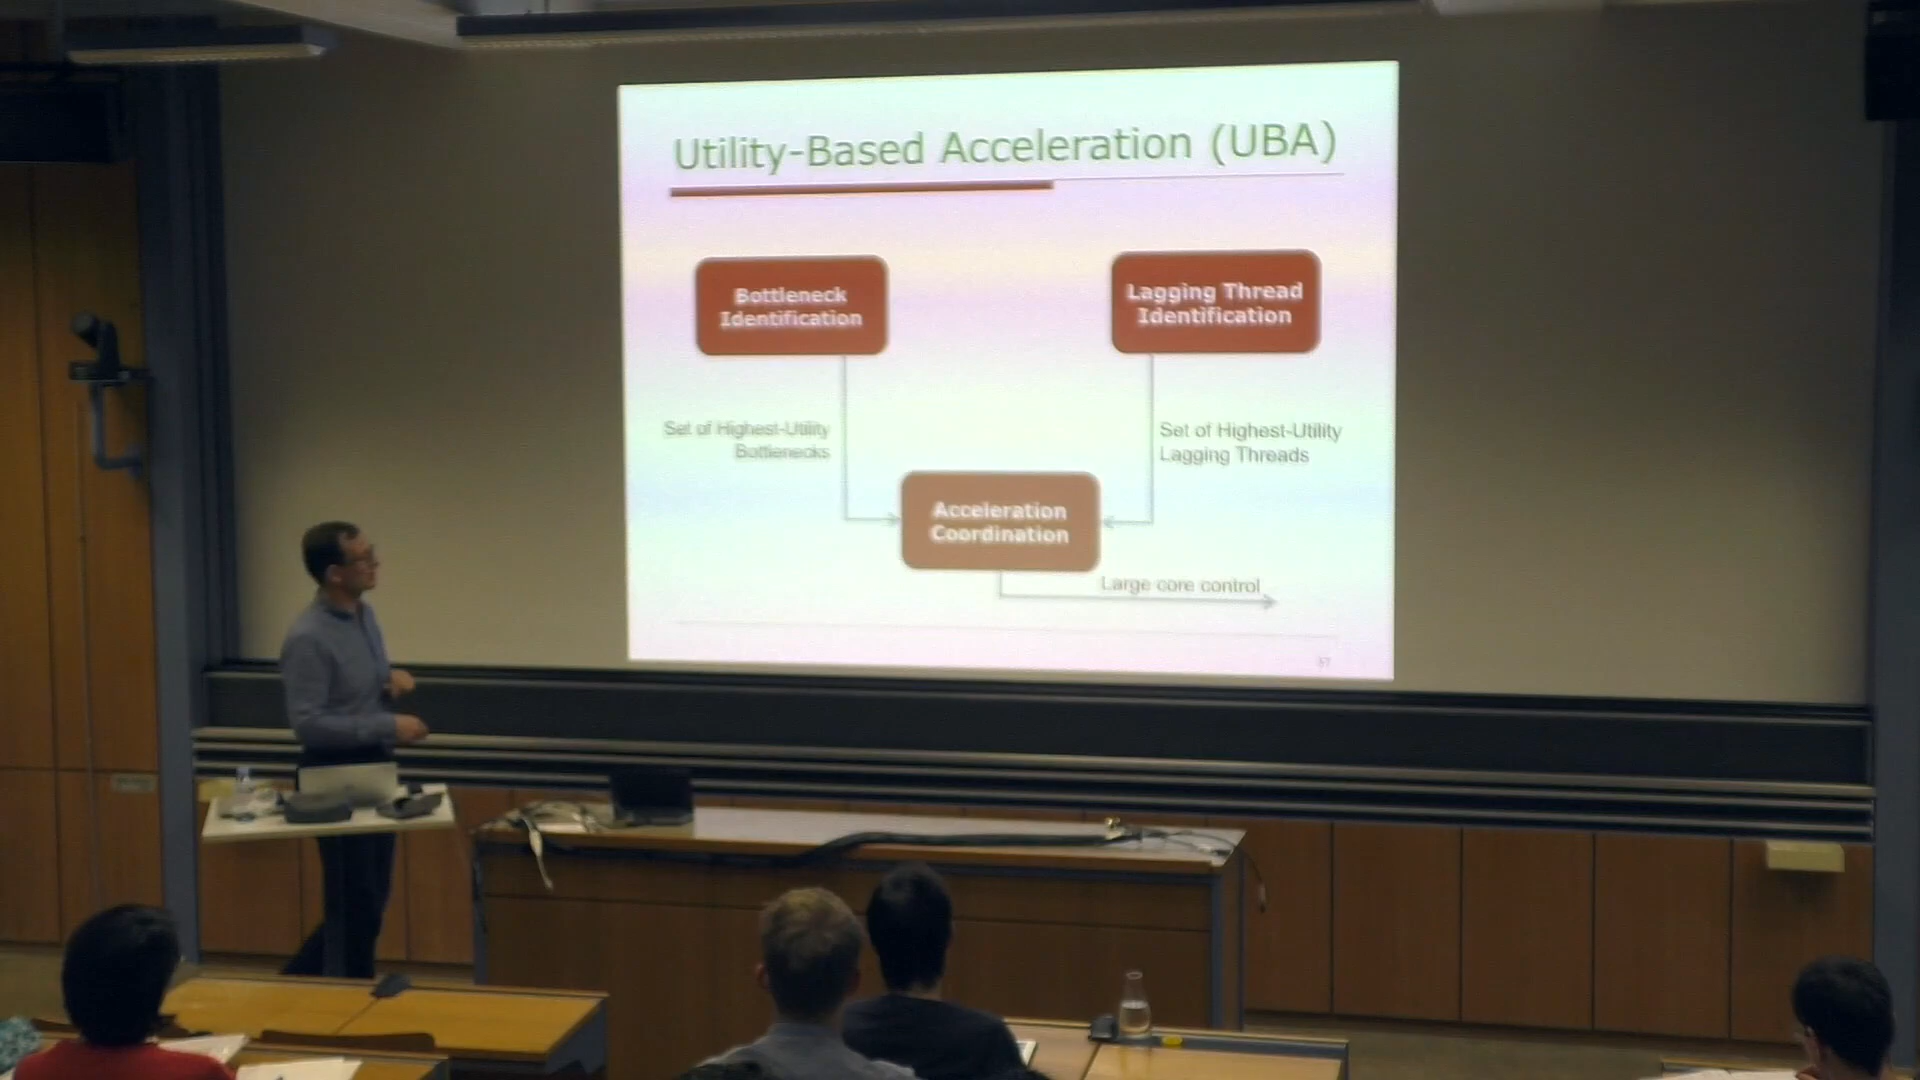 Utility-Based Acceleration (UBA)
Bottleneck
Identification
Lagging Thread
Identification
Set of Highest-Utility
Bottlenecks
Set of Highest-Utility
Lagging Threads
Acceleration
Coordination
Large core control